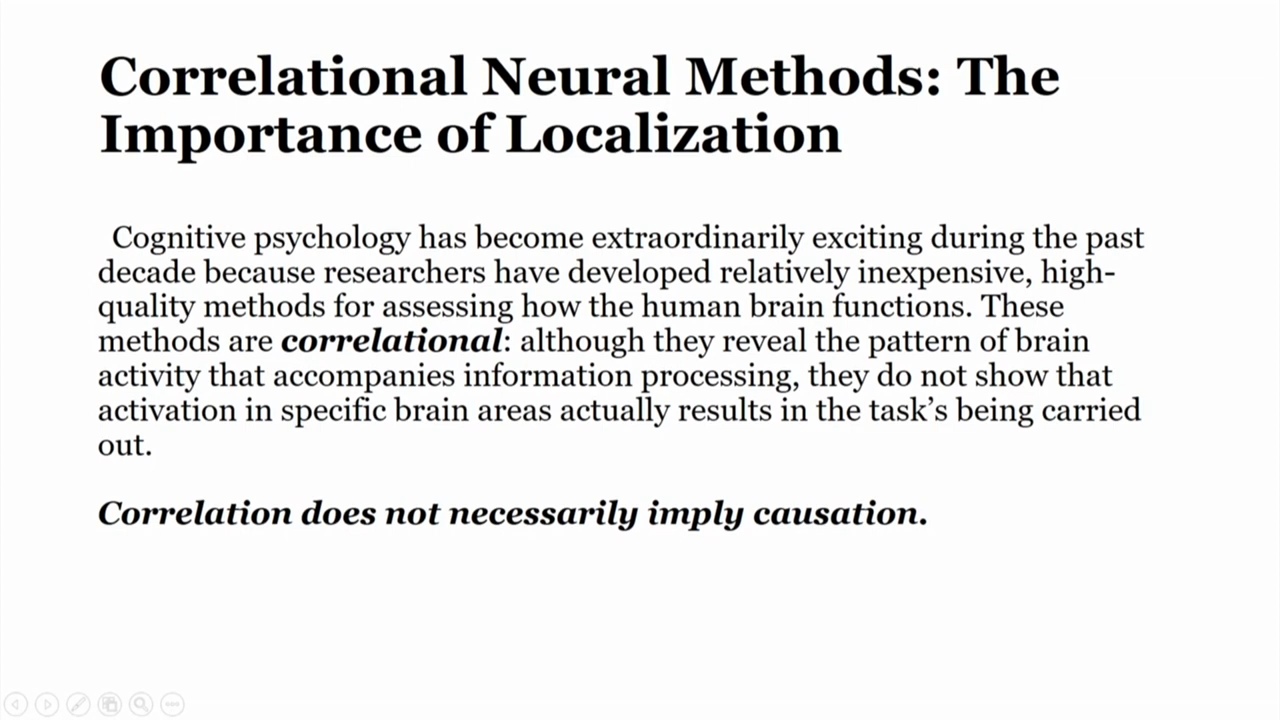 Correlational Neural Methods: The
Importance of Localization
Cognitive psychology has become extraordinarily exciting during the past
decade because researchers have developed relatively inexpensive, high-
quality methods for assessing how the human brain functions. These
methods are correlational: although they reveal the pattern of brain
activity that accompanies information processing, they do not show that
activation in specific brain areas actually results in the task’s being carried
out.
Correlation does not necessarily imply causation.